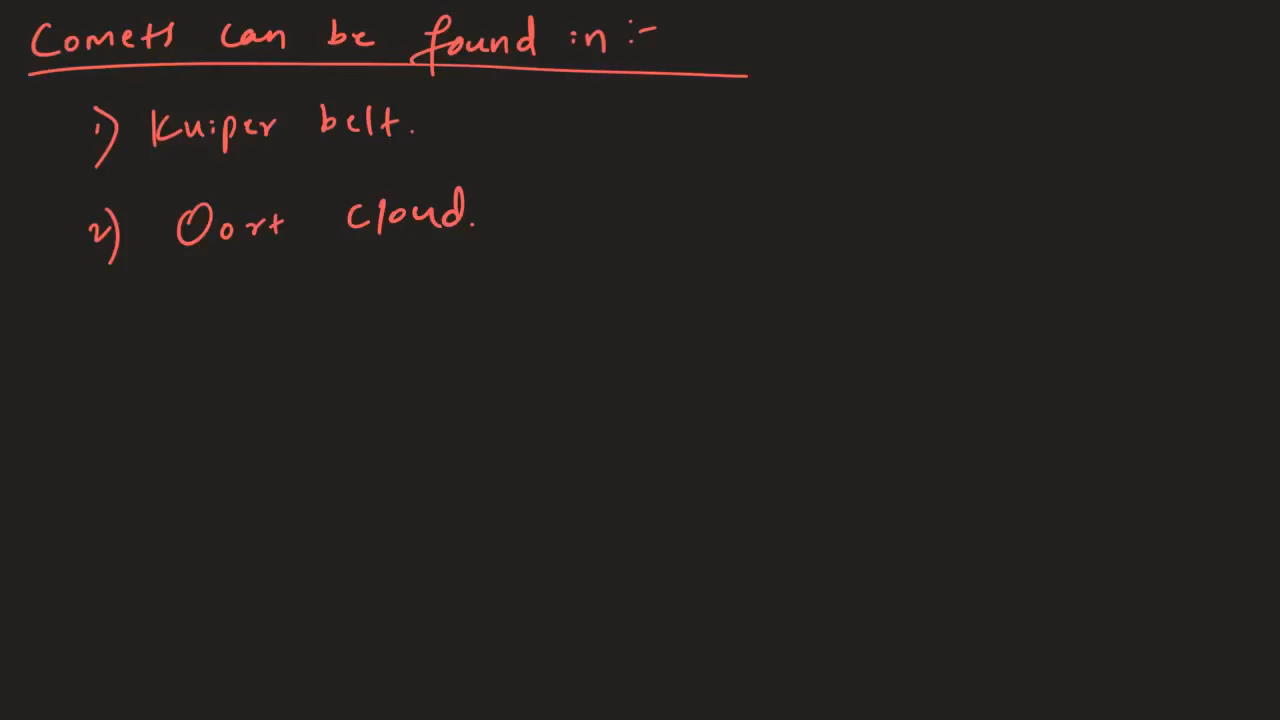 Comets can be found in :-
1) Kuiper belt.
2) Oort cloud.